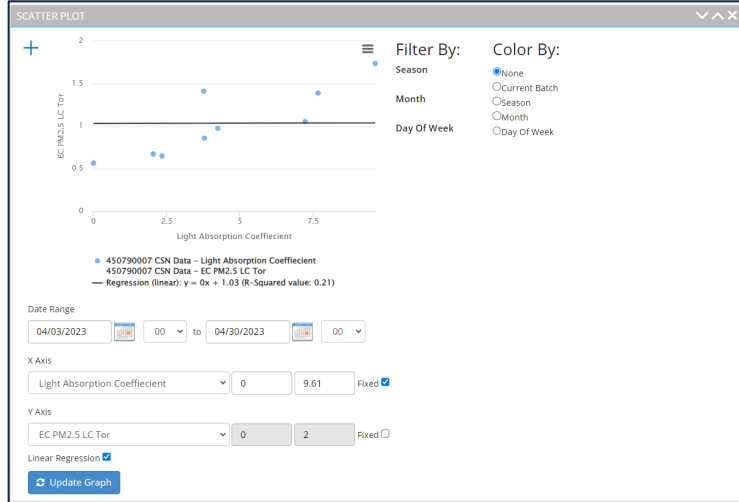 SCATTER PLOT
2
1.5
1
0.5
0
EC PM2.5 LC Tor
0
2.5
5
7.5
Light Absorption Coeffiecient
450790007 CSN Data – Light Absorption Coeffiecient
450790007 CSN Data – EC PM2.5 LC Tor
Regression (linear): y = 0x + 1.03 (R-Squared value: 0.21)
Filter By:
Season
Month
Day Of Week
Color By:
None
Current Batch
Season
Month
Day Of Week
Date Range
04/03/2023 00 to 04/30/2023 00
X Axis
Light Absorption Coeffiecient 0 9.61 Fixed
Y Axis
EC PM2.5 LC Tor 0 2 Fixed
Linear Regression
Update Graph